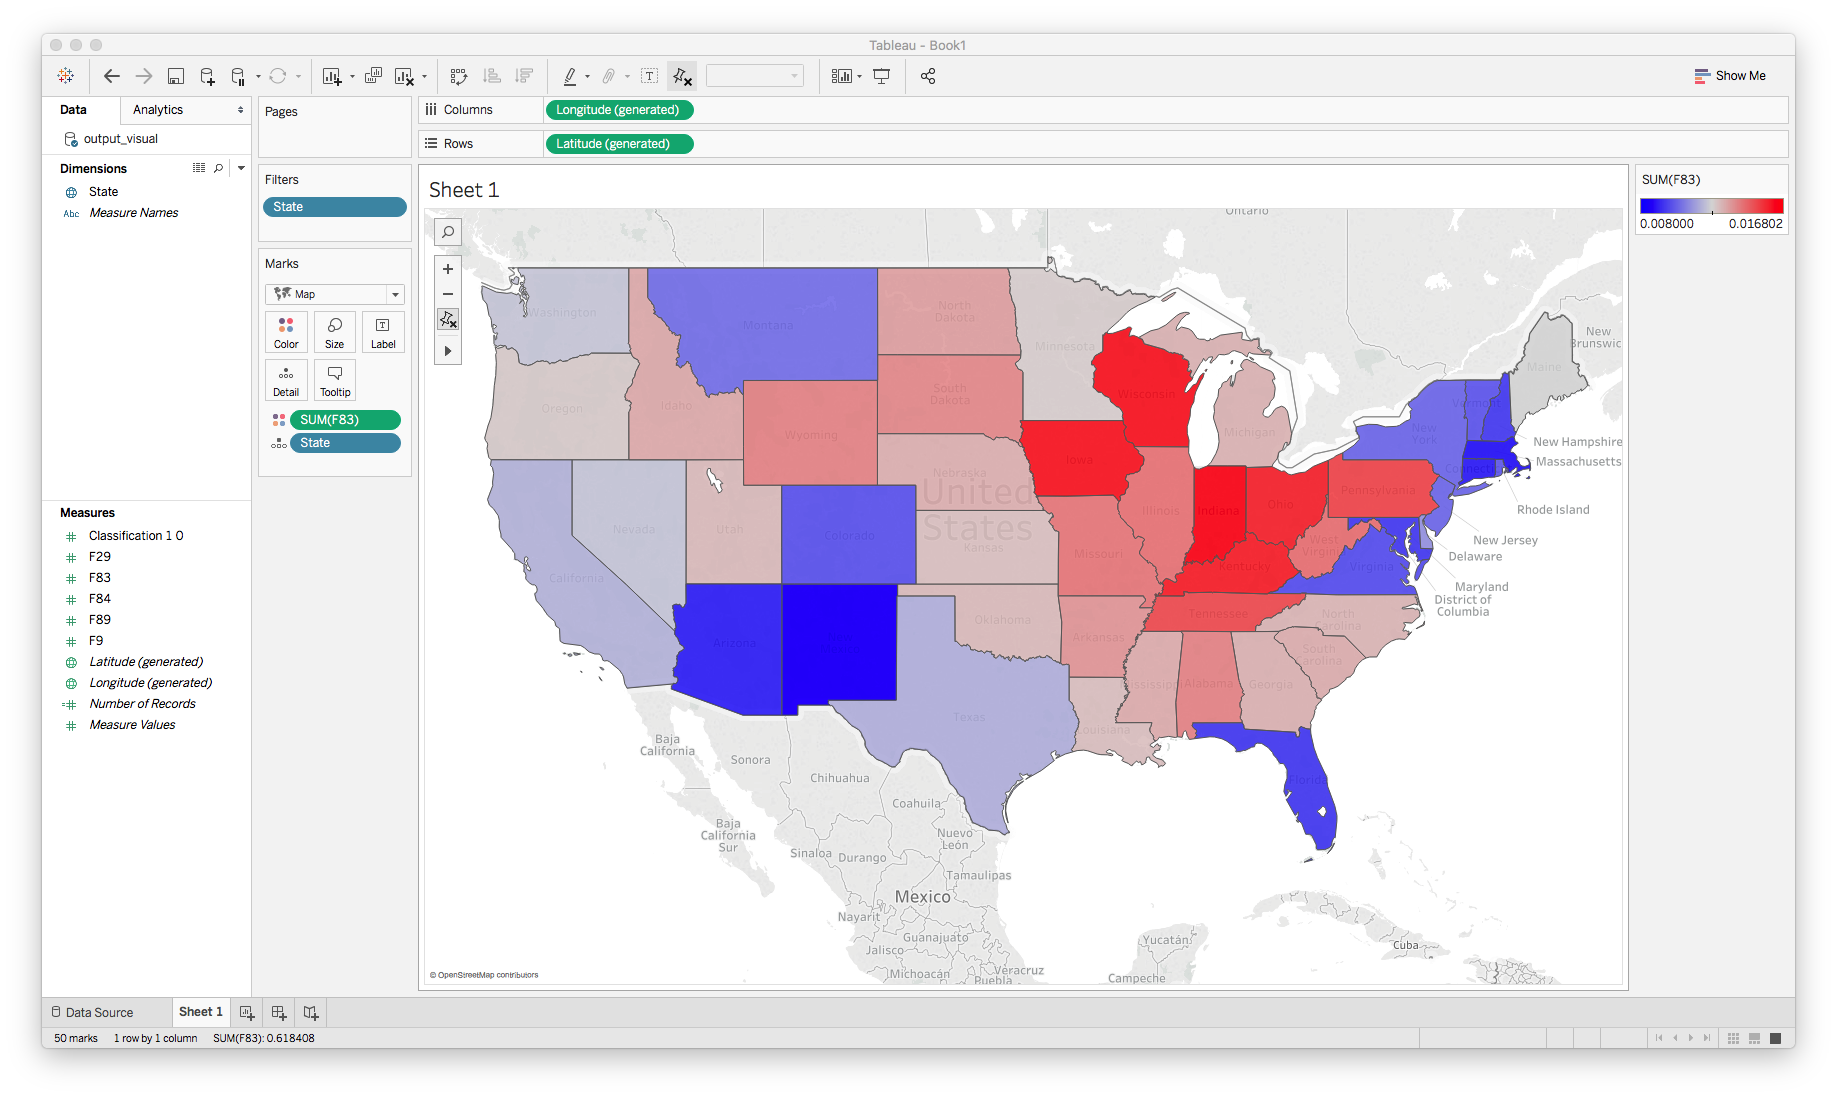 Tableau - Book1
Show Me
Data
Analytics
output_visual
Dimensions
State
Abc Measure Names
Measures
Classification 1 0
F29
F83
F84
F89
F9
Latitude (generated)
Longitude (generated)
Number of Records
Measure Values
Pages
Filters
State
Marks
Map
Color Size Label
Detail Tooltip
SUM(F83)
State
Columns Longitude (generated)
Rows Latitude (generated)
Sheet 1
Ontario
Washington
Montana
North
Dakota
Minnesota
Maine
New
Brunswic
Oregon
Idaho
South
Dakota
Wisconsin
Michigan
Vermont
New
York
New Hampshire
Wyoming
Iowa
Nebraska
Massachusetts
Connecticu
United
States
Pennsylvania
Rhode Island
Nevada
Utah
Colorado
Kansas
Illinois
Indiana
Ohio
New Jersey
Delaware
California
Missouri
West
Virginia
Kentucky
Virginia
Maryland
District of
Columbia
Arizona
Oklahoma
Arkansas
Tennessee
North
Carolina
South
Carolina
Texas
Louisiana
ississippi
Alabama
Georgia
Florida
Baja
California
Sonora
Chihuahua
Coahuila
Baja
California
Sur
Nuevo
León
Sinaloa
Durango
Tamaulipas
Mexico
Nayarit
Guanajuato
Jalisco
Michoacán
Veracruz
Puebla
Yucatán
Campeche
Cuba
© OpenStreetMap contributors
SUM(F83)
0.008000 0.016802
Data Source
Sheet 1
50 marks 1 row by 1 column SUM(F83): 0.618408